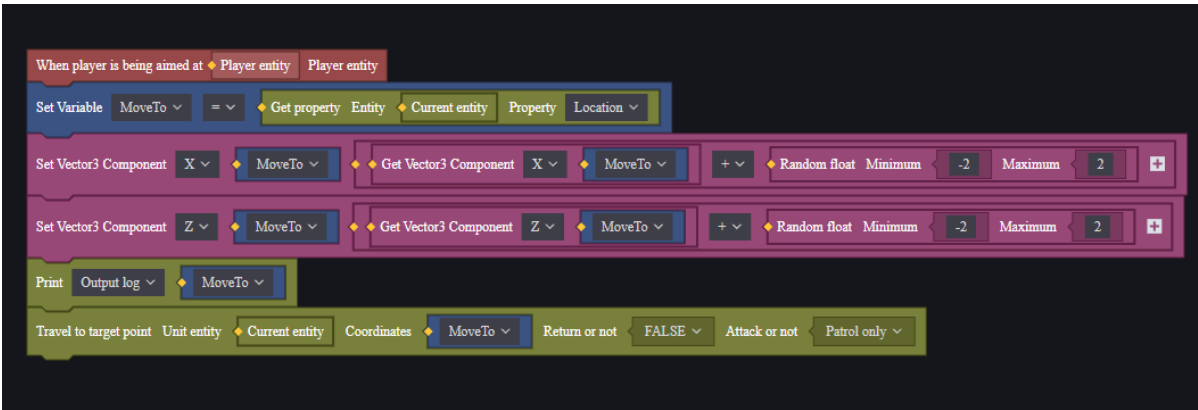 When player is being aimed at Player entity Player entity
Set Variable MoveTo = Get property Entity Current entity Property Location
Set Vector3 Component X MoveTo Get Vector3 Component X MoveTo + Random float Minimum -2 Maximum 2
Set Vector3 Component Z MoveTo Get Vector3 Component Z MoveTo + Random float Minimum -2 Maximum 2
Print Output log MoveTo
Travel to target point Unit entity Current entity Coordinates MoveTo Return or not FALSE Attack or not Patrol only